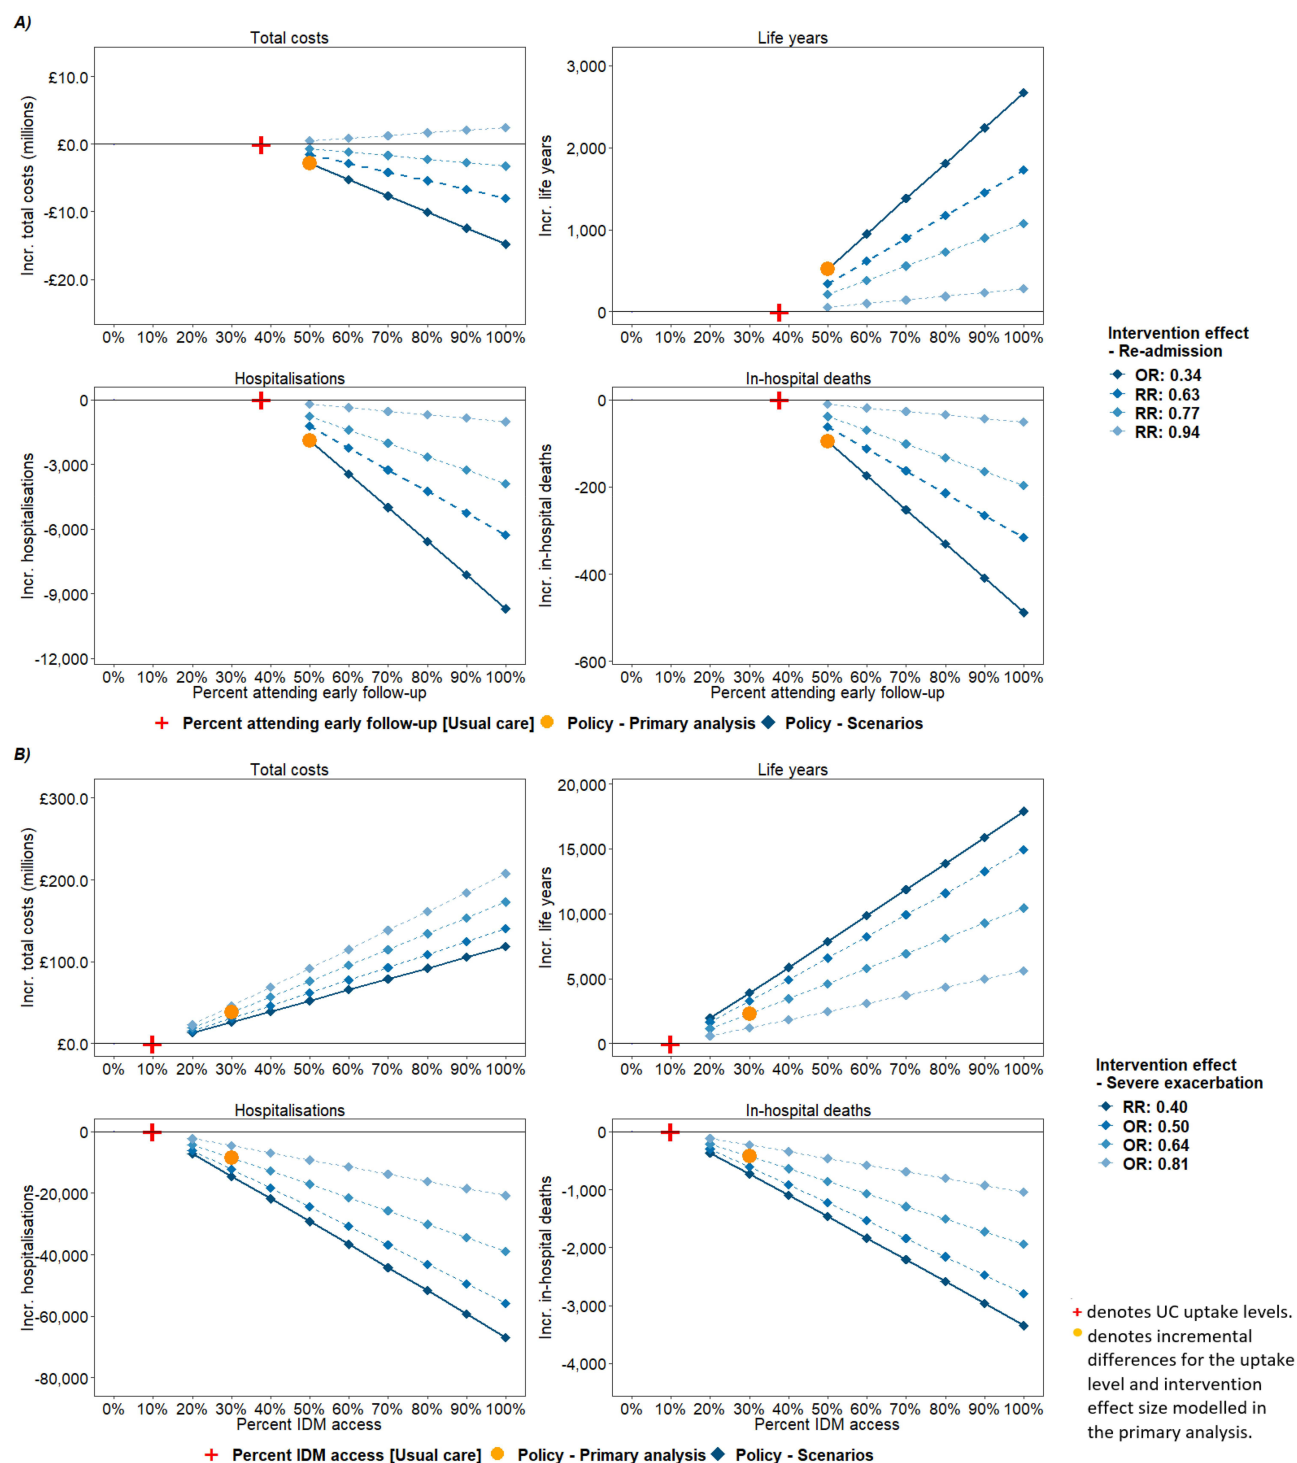 A)
Total costs
£10.0
£0.0
-£10.0
-£20.0
Incr. total costs (millions)
0% 10% 20% 30% 40% 50% 60% 70% 80% 90% 100%
Life years
3,000
2,000
1,000
0
Incr. life years
0% 10% 20% 30% 40% 50% 60% 70% 80% 90% 100%
Hospitalisations
0
-3,000
-6,000
-9,000
-12,000
Incr. hospitalisations
0% 10% 20% 30% 40% 50% 60% 70% 80% 90% 100%
Percent attending early follow-up
In-hospital deaths
0
-200
-400
-600
Incr. in-hospital deaths
0% 10% 20% 30% 40% 50% 60% 70% 80% 90% 100%
Percent attending early follow-up
Intervention effect
- Re-admission
OR: 0.34
RR: 0.63
RR: 0.77
RR: 0.94
Percent attending early follow-up [Usual care] Policy - Primary analysis Policy - Scenarios
B)
Total costs
£300.0
£200.0
£100.0
£0.0
Incr. total costs (millions)
0% 10% 20% 30% 40% 50% 60% 70% 80% 90% 100%
Life years
20,000
15,000
10,000
5,000
0
Incr. life years
0% 10% 20% 30% 40% 50% 60% 70% 80% 90% 100%
Hospitalisations
0
-20,000
-40,000
-60,000
-80,000
Incr. hospitalisations
0% 10% 20% 30% 40% 50% 60% 70% 80% 90% 100%
Percent IDM access
In-hospital deaths
0
-1,000
-2,000
-3,000
-4,000
Incr. in-hospital deaths
0% 10% 20% 30% 40% 50% 60% 70% 80% 90% 100%
Percent IDM access
Intervention effect
- Severe exacerbation
RR: 0.40
OR: 0.50
OR: 0.64
OR: 0.81
denotes UC uptake levels.
denotes incremental
differences for the uptake
level and intervention
effect size modelled in
the primary analysis.
Percent IDM access [Usual care] Policy - Primary analysis Policy - Scenarios